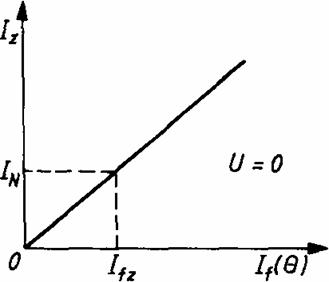 I_z
I_N
U = 0
0
I_fz
I_f(θ)